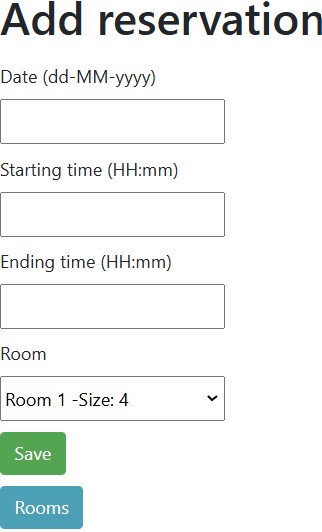 Add reservation
Date (dd-MM-yyyy)
Starting time (HH:mm)
Ending time (HH:mm)
Room
Room 1 -Size: 4
Save
Rooms